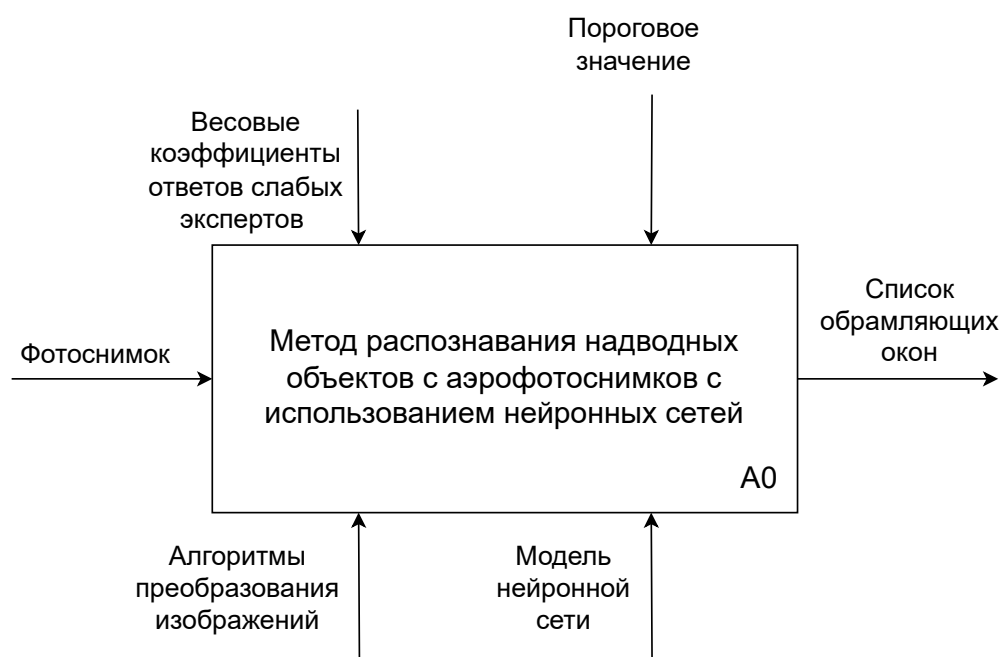 Пороговое
значение
Весовые
коэффициенты
ответов слабых
экспертов
Фотоснимок
Метод распознавания надводных
объектов с аэрофотоснимков с
использованием нейронных сетей
A0
Список
обрамляющих
окон
Алгоритмы
преобразования
изображений
Модель
нейронной
сети